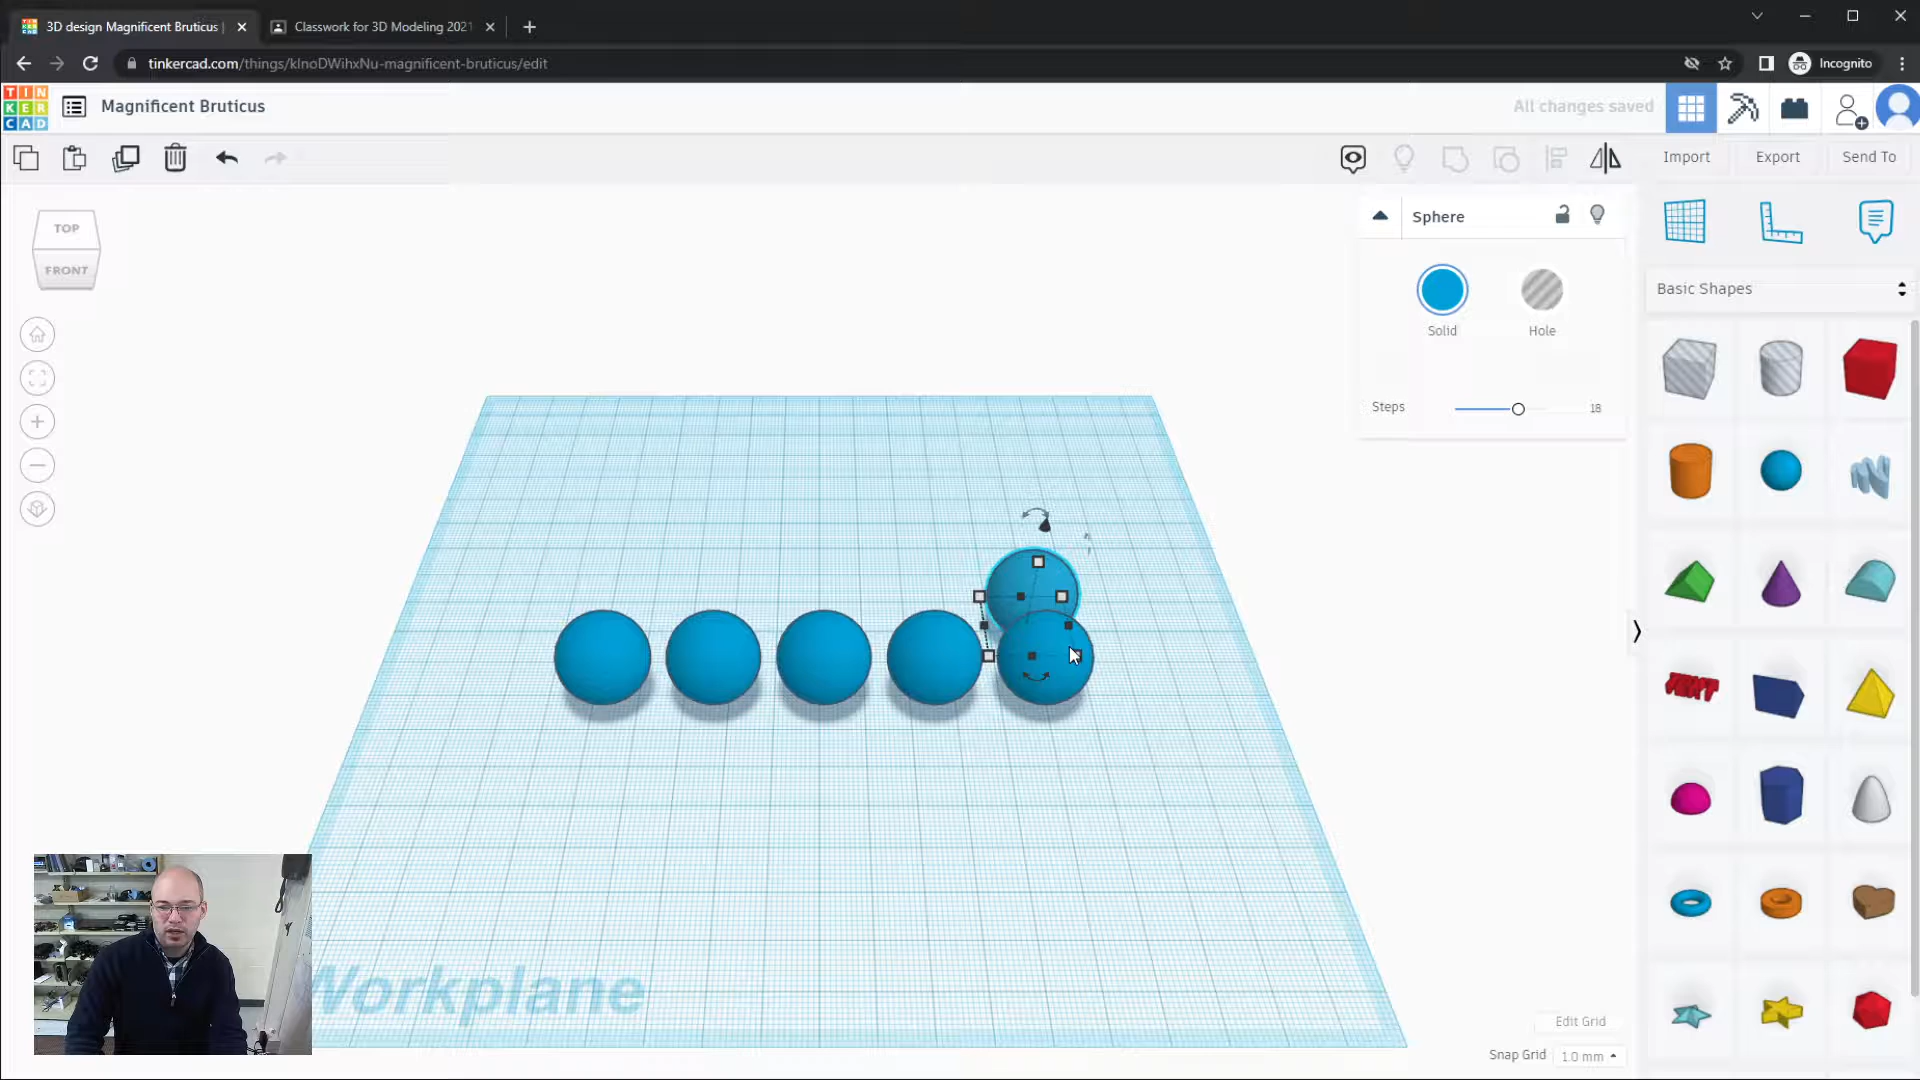 3D design Magnificent Bruticus |
Classwork for 3D Modeling 2021
tinkercad.com/things/klnoDWihxNu-magnificent-bruticus/edit
Incognito
TIN
KER
CAD
Magnificent Bruticus
All changes saved
Import
Export
Send To
TOP
FRONT
Sphere
Solid
Hole
Steps
18
Basic Shapes
Workplane
Edit Grid
Snap Grid
1.0 mm